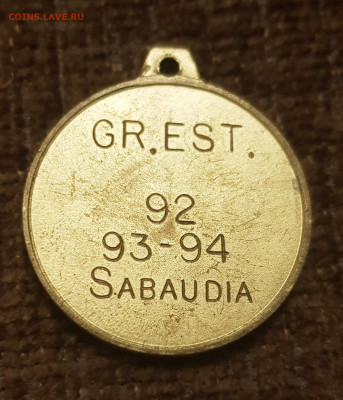 COINS.LAVE.RU
GR.EST.
92
93-94
SABAUDIA